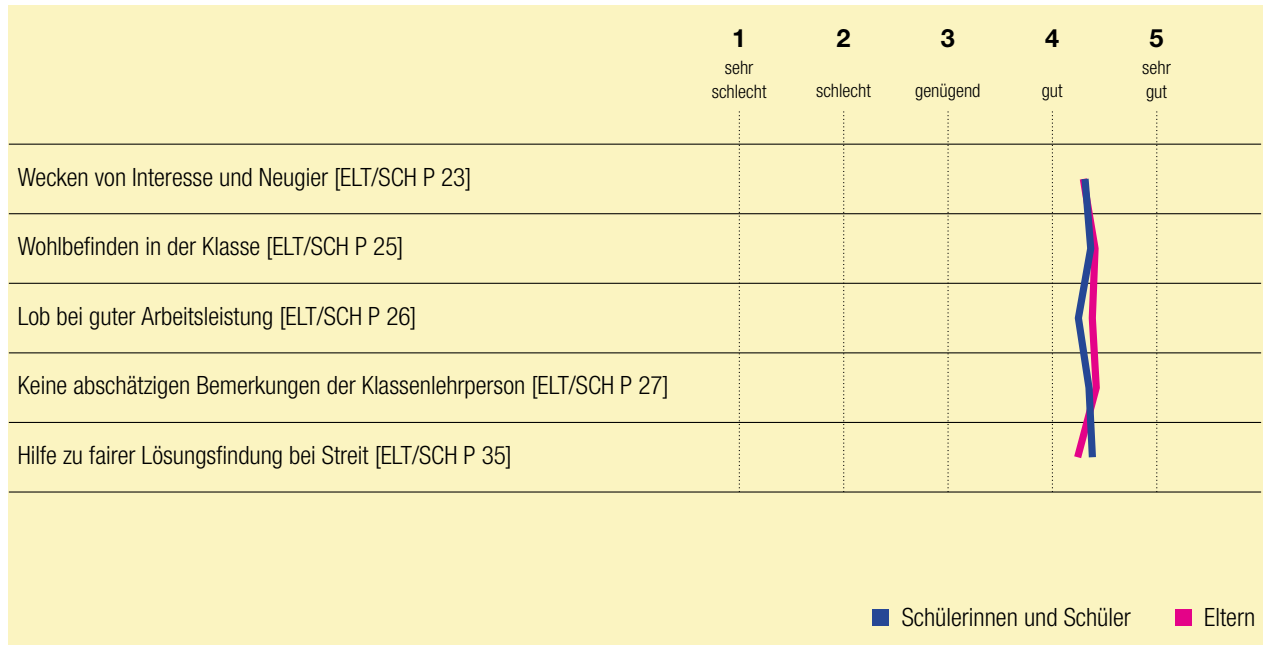 1 2 3 4 5
sehr schlecht schlecht genügend gut sehr gut
Wecken von Interesse und Neugier [ELT/SCH P 23]
Wohlbefinden in der Klasse [ELT/SCH P 25]
Lob bei guter Arbeitsleistung [ELT/SCH P 26]
Keine abschätzigen Bemerkungen der Klassenlehrperson [ELT/SCH P 27]
Hilfe zu fairer Lösungsfindung bei Streit [ELT/SCH P 35]
Schülerinnen und Schüler Eltern